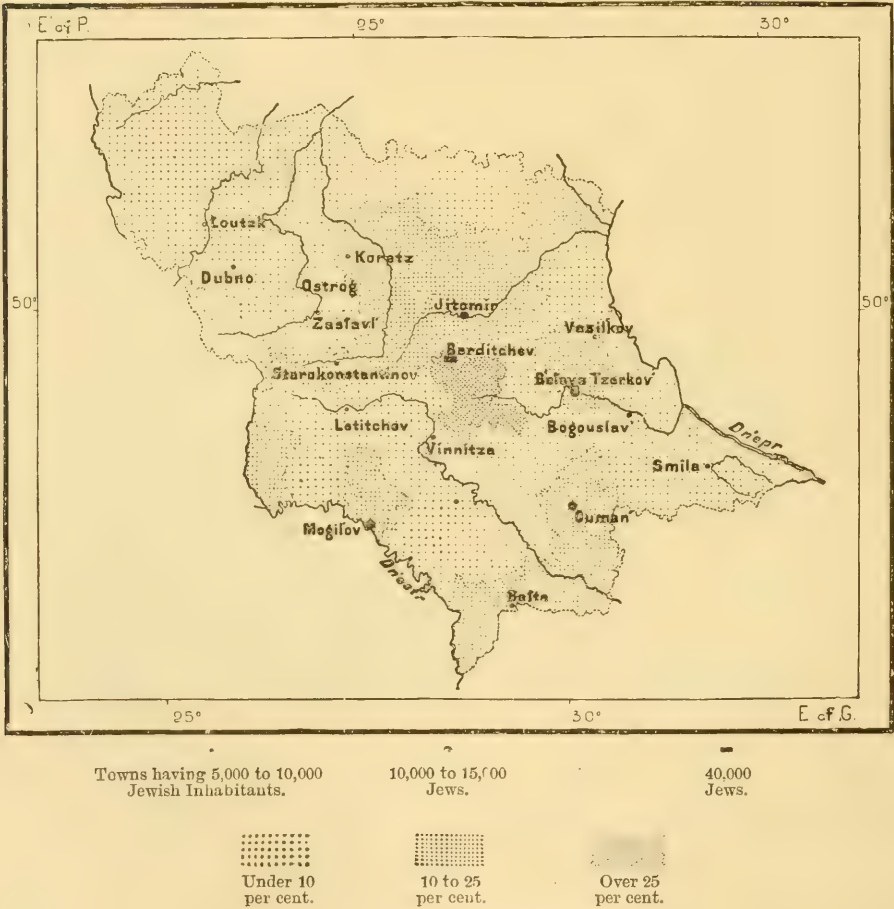 E of P. 25° 30°
Loutzk
Koretz
Dubno
Ostrog
50° 50°
Jitomir
Zaslavl'
Vasilkov
Berditchev
Starokonstantinov
Bĕlaya Tzerkov'
Letitchov
Bogouslav'
Dniepr
Vinnitza
Smila
Ouman'
Mogilov
Dniestr
Balta
25° 30° E of G.
Towns having 5,000 to 10,000
Jewish Inhabitants.
10,000 to 15,000
Jews.
40,000
Jews.
Under 10
per cent.
10 to 25
per cent.
Over 25
per cent.